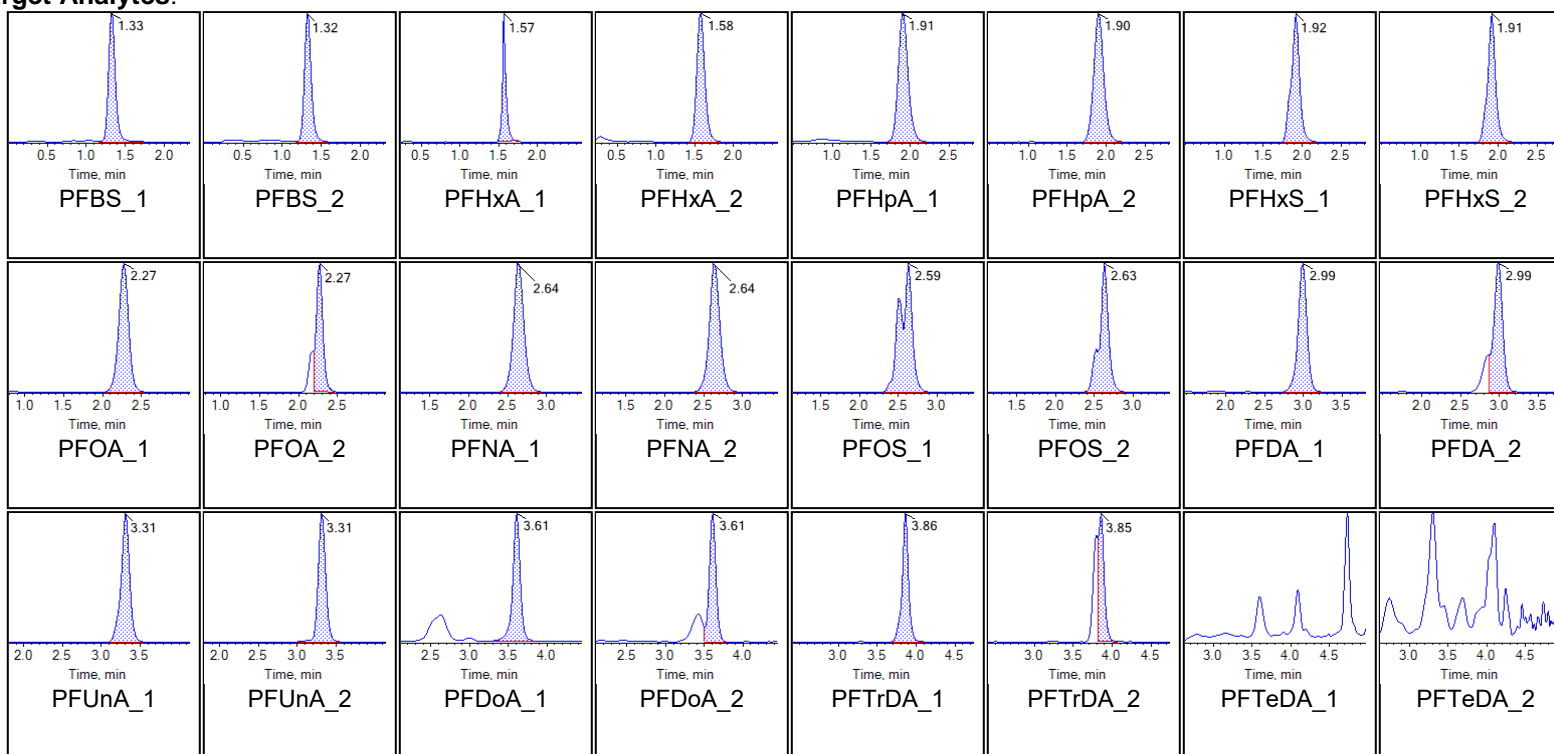 arget Analytes:
1.33 1.32 1.57 1.58 1.91 1.90 1.92 1.91
0.5 1.0 1.5 2.0 0.5 1.0 1.5 2.0 0.5 1.0 1.5 2.0 0.5 1.0 1.5 2.0 1.0 1.5 2.0 2.5 1.0 1.5 2.0 2.5 1.0 1.5 2.0 2.5 1.0 1.5 2.0 2.5
Time, min Time, min Time, min Time, min Time, min Time, min Time, min Time, min
PFBS_1 PFBS_2 PFHxA_1 PFHxA_2 PFHpA_1 PFHpA_2 PFHxS_1 PFHxS_2
2.27 2.27 2.64 2.64 2.59 2.63 2.99 2.99
1.0 1.5 2.0 2.5 1.0 1.5 2.0 2.5 1.5 2.0 2.5 3.0 1.5 2.0 2.5 3.0 1.5 2.0 2.5 3.0 1.5 2.0 2.5 3.0 2.0 2.5 3.0 3.5 2.0 2.5 3.0 3.5
Time, min Time, min Time, min Time, min Time, min Time, min Time, min Time, min
PFOA_1 PFOA_2 PFNA_1 PFNA_2 PFOS_1 PFOS_2 PFDA_1 PFDA_2
3.31 3.31 3.61 3.61 3.86 3.85
2.0 2.5 3.0 3.5 2.0 2.5 3.0 3.5 2.5 3.0 3.5 4.0 2.5 3.0 3.5 4.0 3.0 3.5 4.0 4.5 3.0 3.5 4.0 4.5 3.0 3.5 4.0 4.5 3.0 3.5 4.0 4.5
Time, min Time, min Time, min Time, min Time, min Time, min Time, min Time, min
PFUnA_1 PFUnA_2 PFDoA_1 PFDoA_2 PFTrDA_1 PFTrDA_2 PFTeDA_1 PFTeDA_2